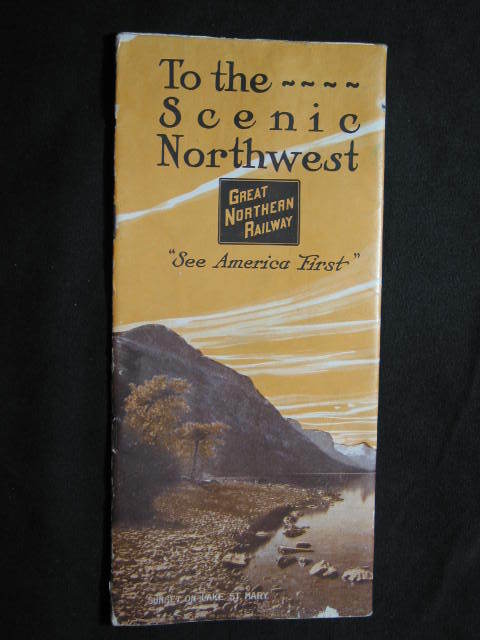 To the ~~~~
Scenic
Northwest
GREAT
NORTHERN
RAILWAY
"See America First"
SUNSET ON LAKE ST. MARY